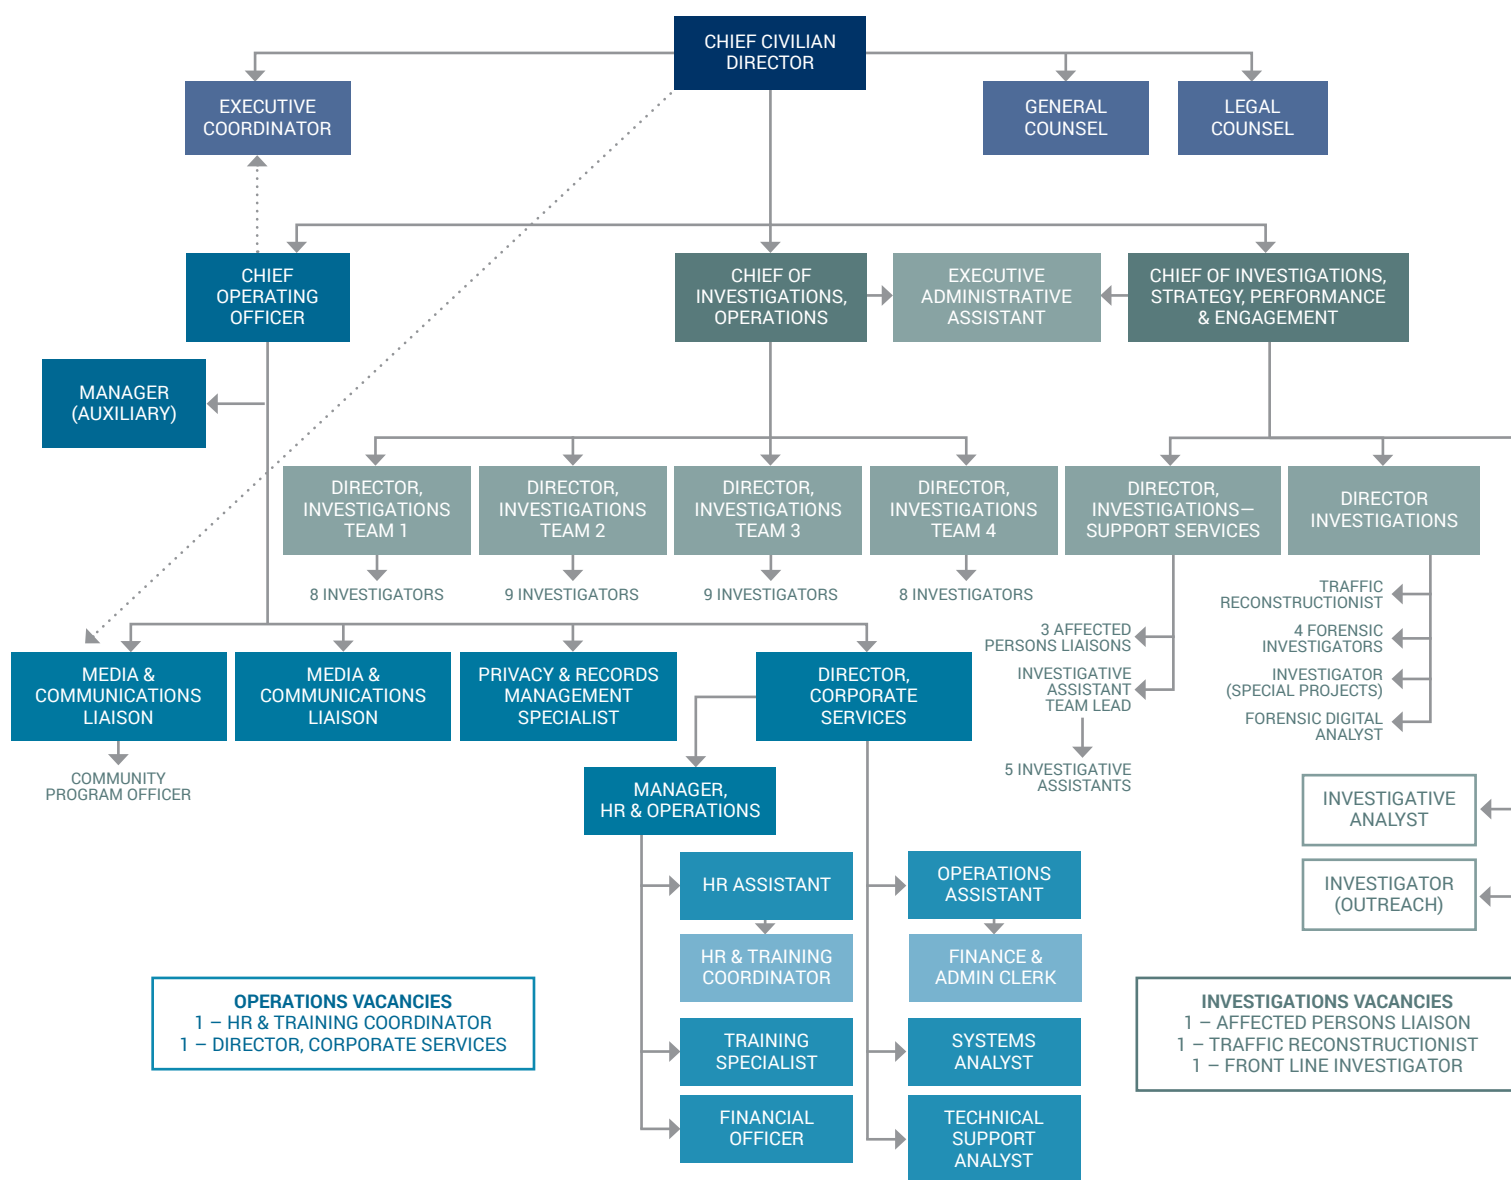 CHIEF CIVILIAN
DIRECTOR
EXECUTIVE
COORDINATOR
GENERAL
COUNSEL
LEGAL
COUNSEL
CHIEF
OPERATING
OFFICER
CHIEF OF
INVESTIGATIONS,
OPERATIONS
EXECUTIVE
ADMINISTRATIVE
ASSISTANT
CHIEF OF INVESTIGATIONS,
STRATEGY, PERFORMANCE
& ENGAGEMENT
MANAGER
(AUXILIARY)
DIRECTOR,
INVESTIGATIONS
TEAM 1
DIRECTOR,
INVESTIGATIONS
TEAM 2
DIRECTOR,
INVESTIGATIONS
TEAM 3
DIRECTOR,
INVESTIGATIONS
TEAM 4
DIRECTOR,
INVESTIGATIONS—
SUPPORT SERVICES
DIRECTOR
INVESTIGATIONS
8 INVESTIGATORS
9 INVESTIGATORS
9 INVESTIGATORS
8 INVESTIGATORS
TRAFFIC
RECONSTRUCTIONIST
4 FORENSIC
INVESTIGATORS
INVESTIGATOR
(SPECIAL PROJECTS)
FORENSIC DIGITAL
ANALYST
3 AFFECTED
PERSONS LIAISONS
INVESTIGATIVE
ASSISTANT
TEAM LEAD
5 INVESTIGATIVE
ASSISTANTS
MEDIA &
COMMUNICATIONS
LIAISON
MEDIA &
COMMUNICATIONS
LIAISON
PRIVACY & RECORDS
MANAGEMENT
SPECIALIST
DIRECTOR,
CORPORATE
SERVICES
COMMUNITY
PROGRAM OFFICER
MANAGER,
HR & OPERATIONS
INVESTIGATIVE
ANALYST
INVESTIGATOR
(OUTREACH)
HR ASSISTANT
OPERATIONS
ASSISTANT
HR & TRAINING
COORDINATOR
FINANCE &
ADMIN CLERK
TRAINING
SPECIALIST
SYSTEMS
ANALYST
FINANCIAL
OFFICER
TECHNICAL
SUPPORT
ANALYST
OPERATIONS VACANCIES
1 – HR & TRAINING COORDINATOR
1 – DIRECTOR, CORPORATE SERVICES
INVESTIGATIONS VACANCIES
1 – AFFECTED PERSONS LIAISON
1 – TRAFFIC RECONSTRUCTIONIST
1 – FRONT LINE INVESTIGATOR